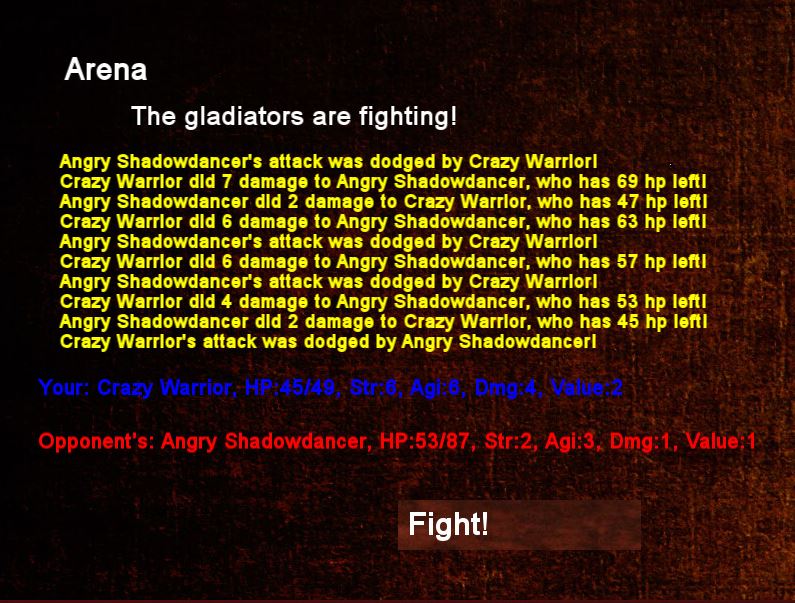 Arena
The gladiators are fighting!
Angry Shadowdancer's attack was dodged by Crazy Warrior!
Crazy Warrior did 7 damage to Angry Shadowdancer, who has 69 hp left!
Angry Shadowdancer did 2 damage to Crazy Warrior, who has 47 hp left!
Crazy Warrior did 6 damage to Angry Shadowdancer, who has 63 hp left!
Angry Shadowdancer's attack was dodged by Crazy Warrior!
Crazy Warrior did 6 damage to Angry Shadowdancer, who has 57 hp left!
Angry Shadowdancer's attack was dodged by Crazy Warrior!
Crazy Warrior did 4 damage to Angry Shadowdancer, who has 53 hp left!
Angry Shadowdancer did 2 damage to Crazy Warrior, who has 45 hp left!
Crazy Warrior's attack was dodged by Angry Shadowdancer!
Your: Crazy Warrior, HP:45/49, Str:6, Agi:6, Dmg:4, Value:2
Opponent's: Angry Shadowdancer, HP:53/87, Str:2, Agi:3, Dmg:1, Value:1
Fight!